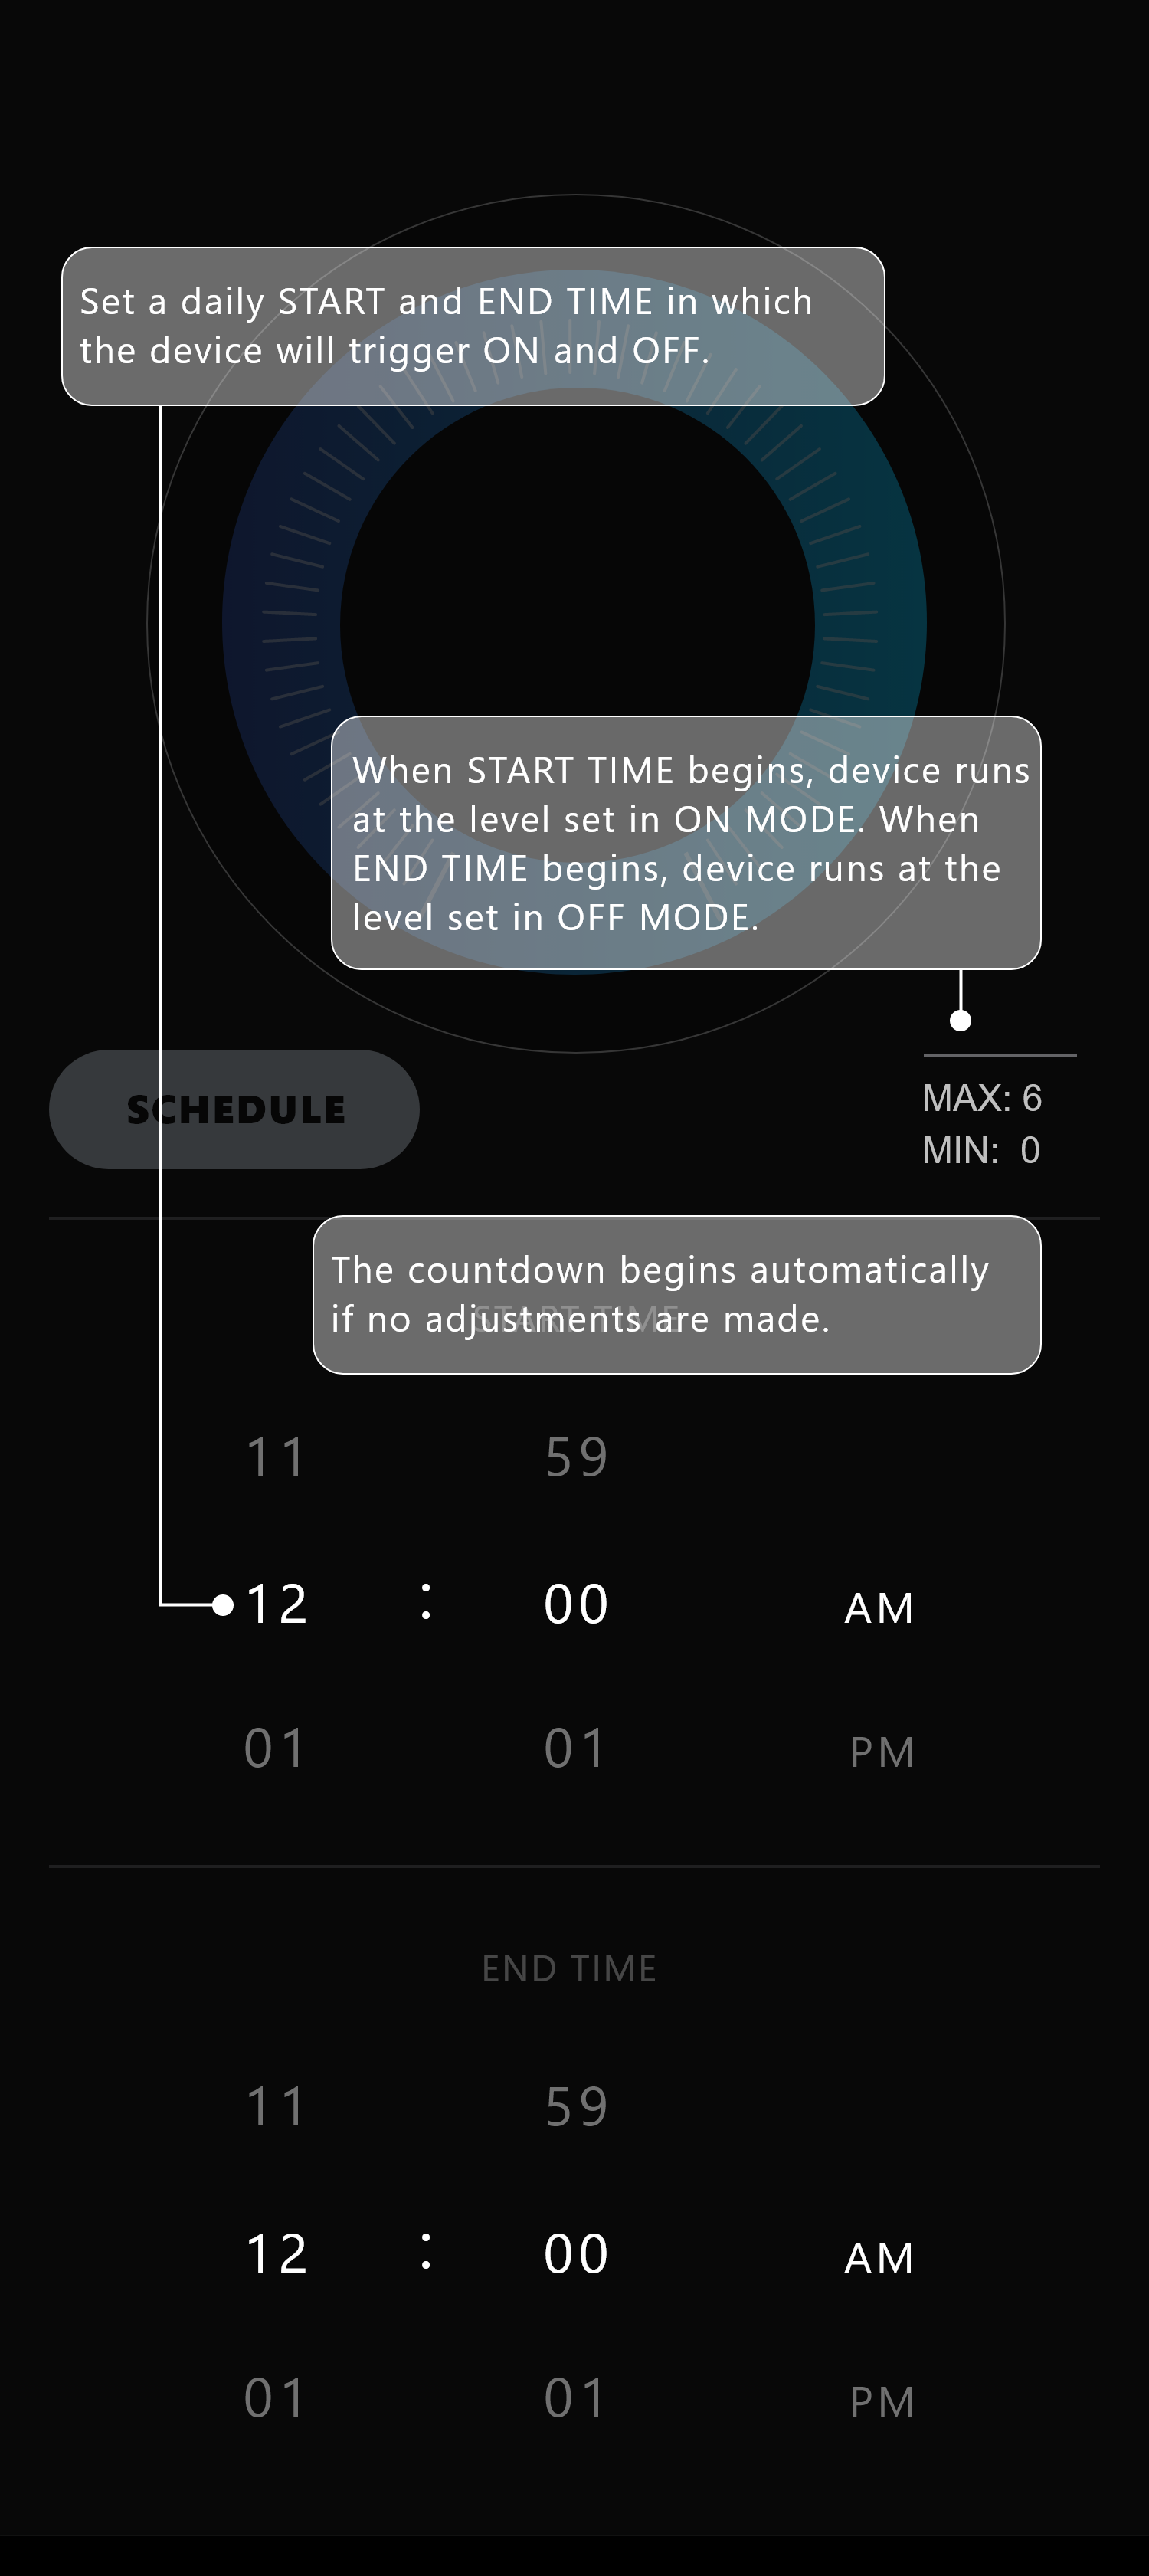 Set a daily START and END TIME in which
the device will trigger ON and OFF.
When START TIME begins, device runs
at the level set in ON MODE. When
END TIME begins, device runs at the
level set in OFF MODE.
SCHEDULE
MAX: 6
MIN: 0
The countdown begins automatically
if no adjustments are made.
START TIME
11 59
12 : 00 AM
01 01 PM
END TIME
11 59
12 : 00 AM
01 01 PM